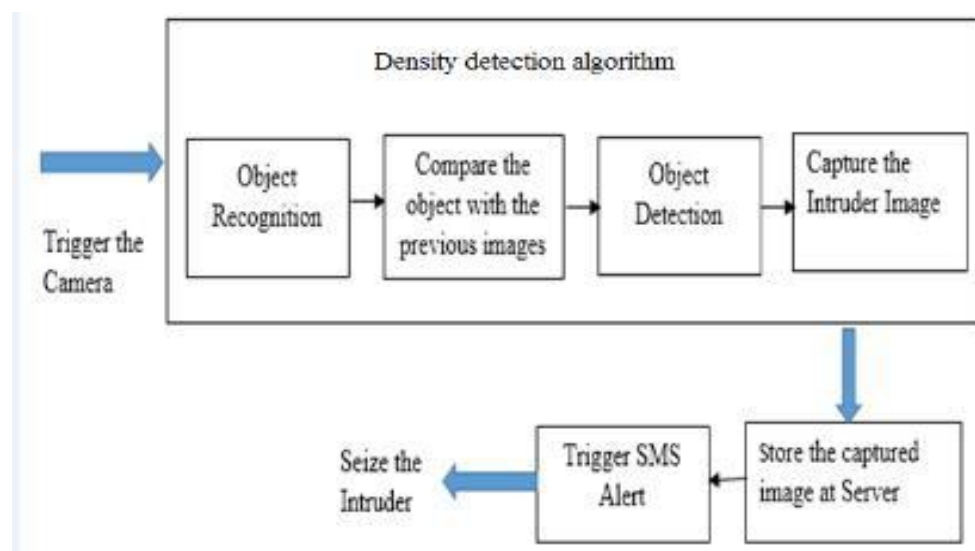 Density detection algorithm
Object
Recognition
Compare the
object with the
previous images
Object
Detection
Capture the
Intruder Image
Trigger the
Camera
Seize the
Intruder
Trigger SMS
Alert
Store the captured
image at Server